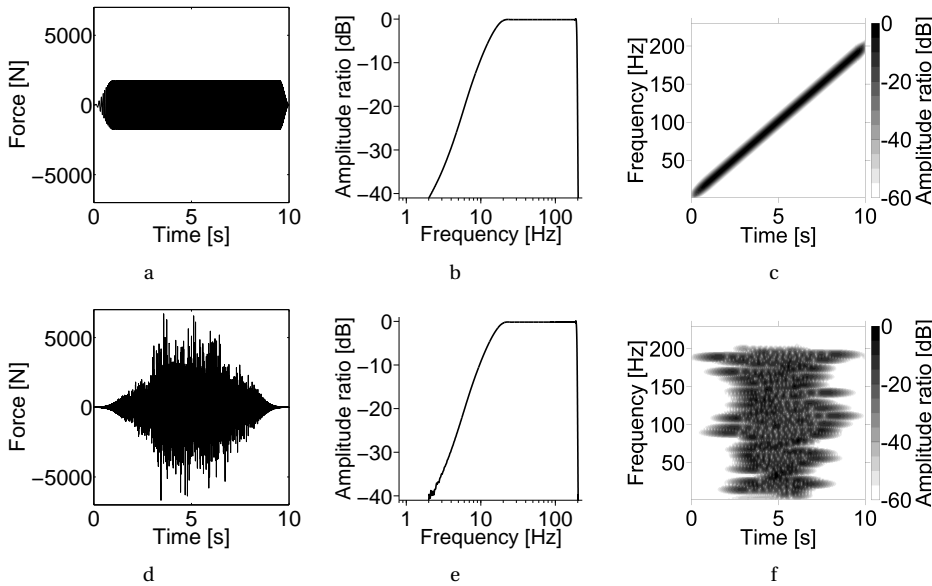 5000
0
−5000
Force [N]
0
5
10
Time [s]
a
0
−10
−20
−30
−40
Amplitude ratio [dB]
1
10
100
Frequency [Hz]
b
200
150
100
50
Frequency [Hz]
0
5
10
Time [s]
0
-20
-40
-60
Amplitude ratio [dB]
c
5000
0
−5000
Force [N]
0
5
10
Time [s]
d
0
−10
−20
−30
−40
Amplitude ratio [dB]
1
10
100
Frequency [Hz]
e
200
150
100
50
Frequency [Hz]
0
5
10
Time [s]
0
-20
-40
-60
Amplitude ratio [dB]
f